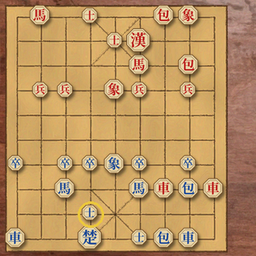 馬 士 包 象
士 漢
馬 包
兵 兵 象 兵 兵
卒 卒 卒 象 卒 卒
馬 馬 車 包 車
士
車 楚 士 包 車